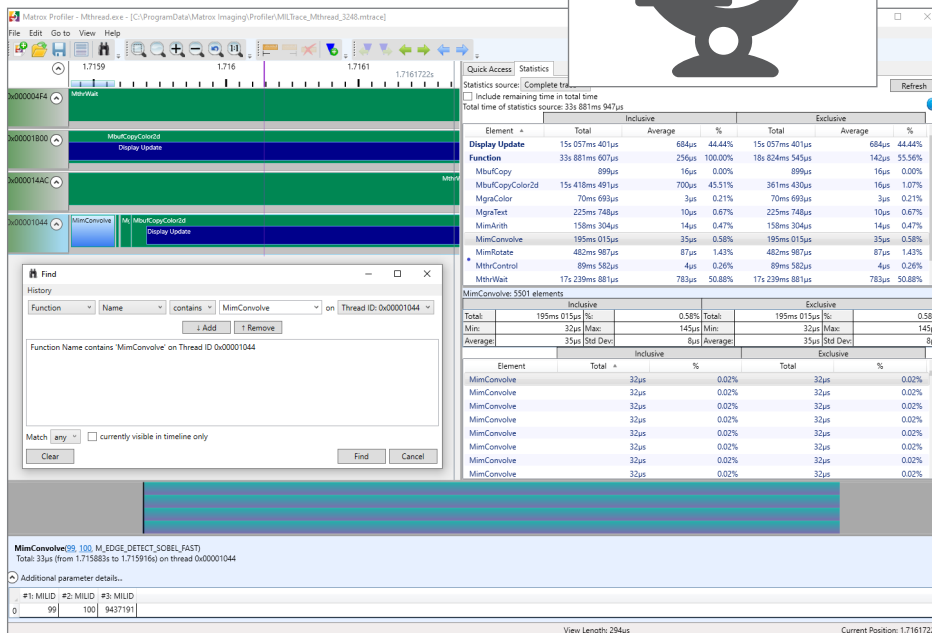 Matrox Profiler - Mthread.exe - [C:\ProgramData\Matrox Imaging\Profiler\MILTrace_Mthread_3248.mtrace]
File Edit Go to View Help
1.7159 1.716 1.7161
1.7161722s
0x000004F4 MthrWait
0x00001800 MbufCopyColor2d
Display Update
0x000014AC MthrW
0x00001044 MimConvolve M( MbufCopyColor2d
Display Update
Quick Access Statistics
Statistics source: Complete trace Refresh
Include remaining time in total time
Total time of statistics source: 33s 881ms 947µs
Inclusive Exclusive
Element Total Average % Total Average %
Display Update 15s 057ms 401µs 684µs 44.44% 15s 057ms 401µs 684µs 44.44%
Function 33s 881ms 607µs 256µs 100.00% 18s 824ms 545µs 142µs 55.56%
MbufCopy 899µs 16µs 0.00% 899µs 16µs 0.00%
MbufCopyColor2d 15s 418ms 491µs 700µs 45.51% 361ms 430µs 16µs 1.07%
MgraColor 70ms 693µs 3µs 0.21% 70ms 693µs 3µs 0.21%
MgraText 225ms 748µs 10µs 0.67% 225ms 748µs 10µs 0.67%
MimArith 158ms 304µs 14µs 0.47% 158ms 304µs 14µs 0.47%
MimConvolve 195ms 015µs 35µs 0.58% 195ms 015µs 35µs 0.58%
MimRotate 482ms 987µs 87µs 1.43% 482ms 987µs 87µs 1.43%
MthrControl 89ms 582µs 4µs 0.26% 89ms 582µs 4µs 0.26%
MthrWait 17s 239ms 881µs 783µs 50.88% 17s 239ms 881µs 783µs 50.88%
MimConvolve: 5501 elements
Inclusive Exclusive
Total: 195ms 015µs %: 0.58% Total: 195ms 015µs %: 0.58
Min: 32µs Max: 145µs Min: 32µs Max: 145µ
Average: 35µs Std Dev: 8µs Average: 35µs Std Dev: 8µ
Inclusive Exclusive
Element Total % Total %
MimConvolve 32µs 0.02% 32µs 0.02%
MimConvolve 32µs 0.02% 32µs 0.02%
MimConvolve 32µs 0.02% 32µs 0.02%
MimConvolve 32µs 0.02% 32µs 0.02%
MimConvolve 32µs 0.02% 32µs 0.02%
MimConvolve 32µs 0.02% 32µs 0.02%
MimConvolve 32µs 0.02% 32µs 0.02%
MimConvolve 32µs 0.02% 32µs 0.02%
Find
History
Function Name contains MimConvolve on Thread ID: 0x00001044
↓ Add ↑ Remove
Function Name contains 'MimConvolve' on Thread ID 0x00001044
Match any currently visible in timeline only
Clear Find Cancel
MimConvolve(99, 100, M_EDGE_DETECT_SOBEL_FAST)
Total: 33µs (from 1.715883s to 1.715916s) on thread 0x00001044
Additional parameter details..
#1: MILID #2: MILID #3: MILID
0 99 100 9437191
View Length: 294µs Current Position: 1.716172